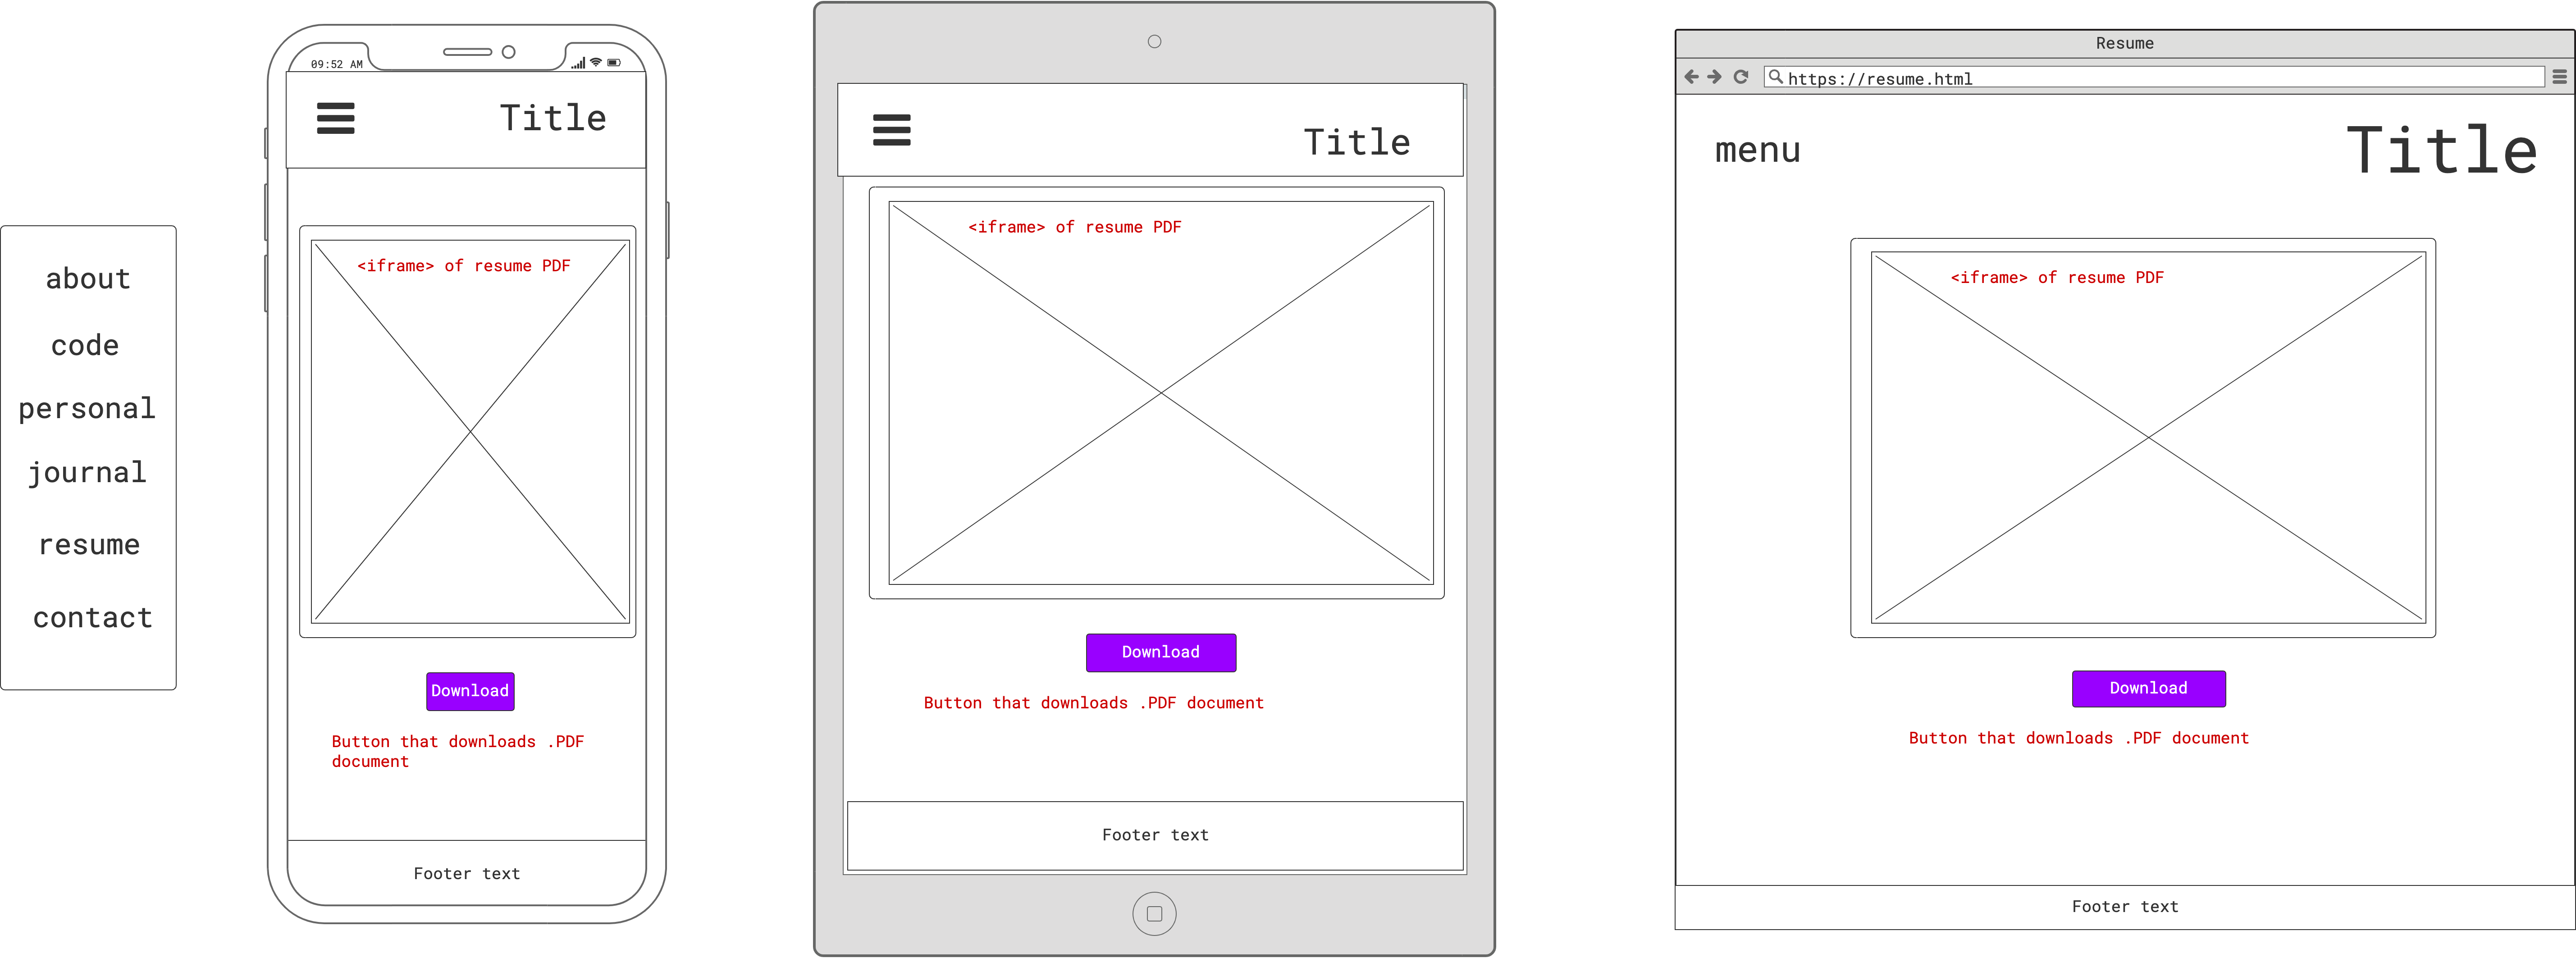 about
code
personal
journal
resume
contact
09:52 AM
Title
<iframe> of resume PDF
Download
Button that downloads .PDF
document
Footer text
Title
<iframe> of resume PDF
Download
Button that downloads .PDF document
Footer text
Resume
https://resume.html
menu
Title
<iframe> of resume PDF
Download
Button that downloads .PDF document
Footer text